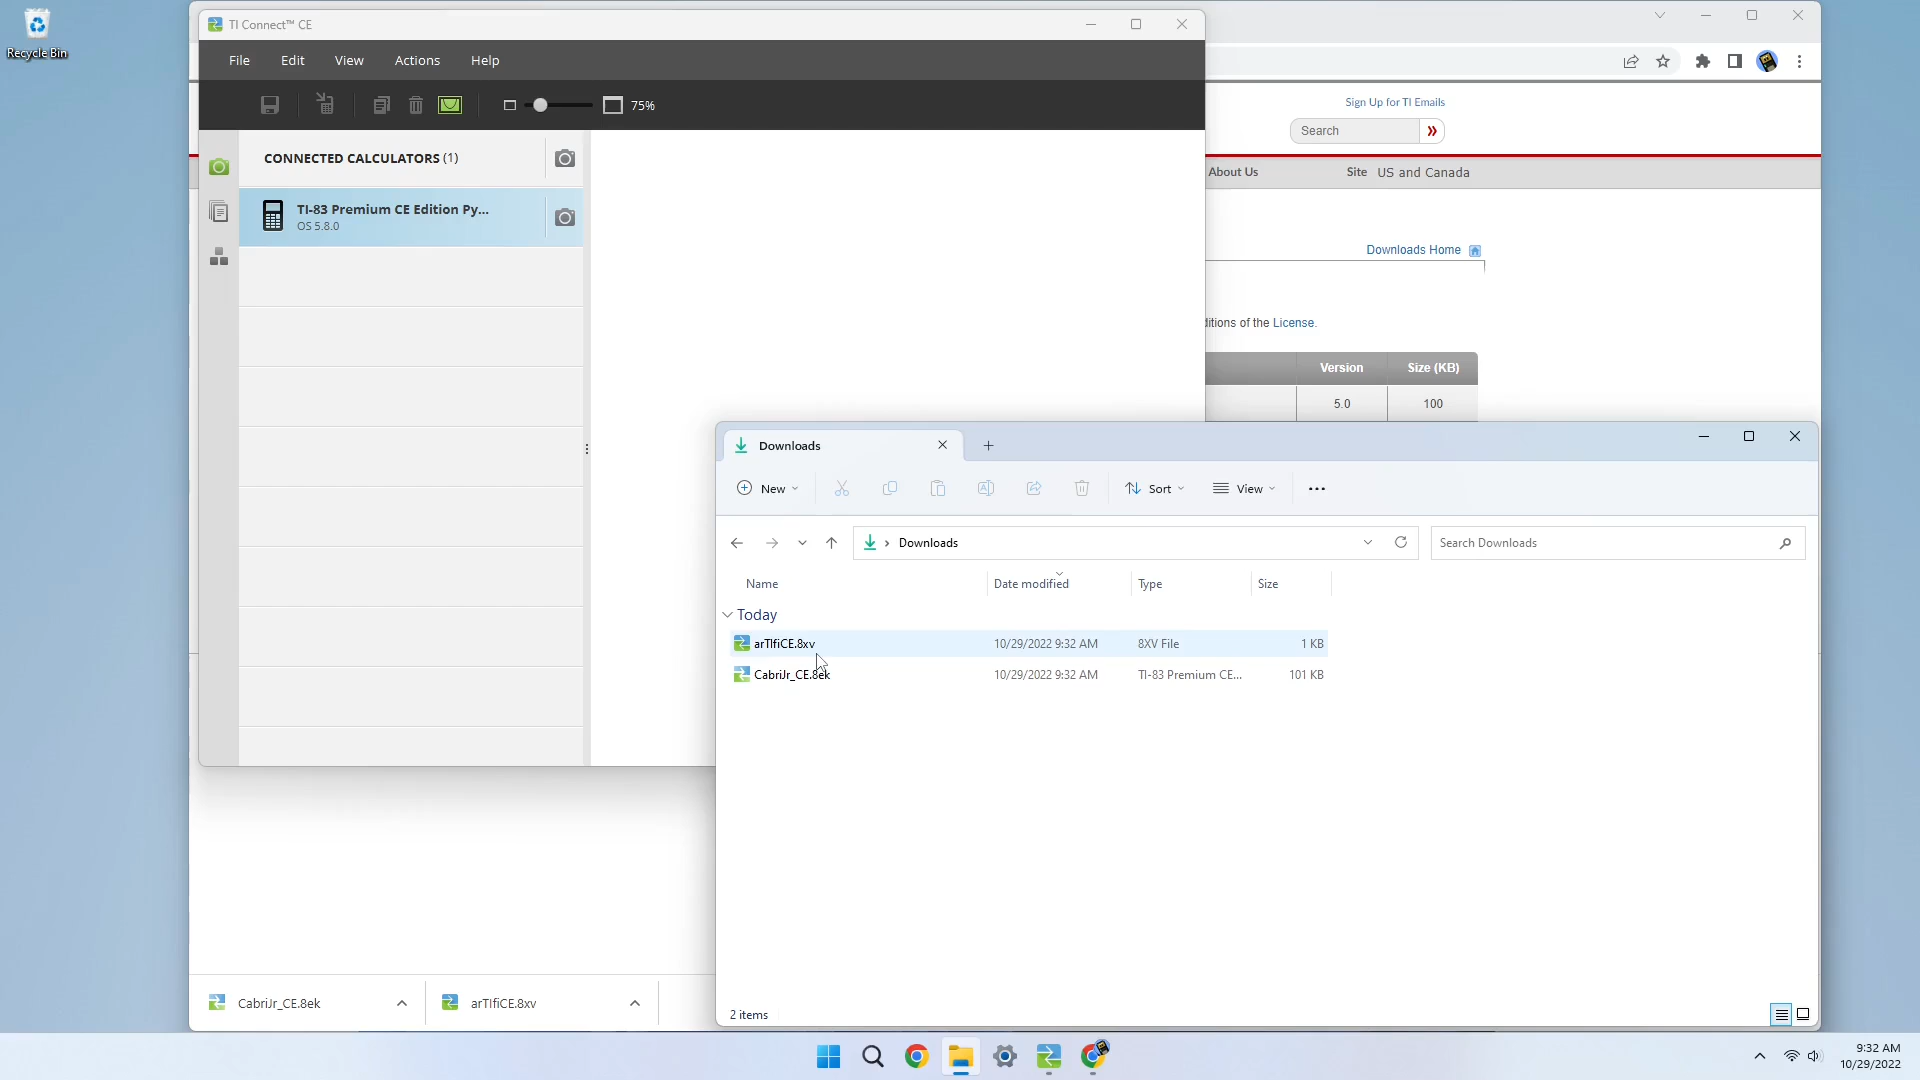 Recycle Bin
TI Connect™ CE
File Edit View Actions Help
75%
CONNECTED CALCULATORS (1)
TI-83 Premium CE Edition Py...
OS 5.8.0
Sign Up for TI Emails
Search
About Us Site US and Canada
Downloads Home
ditions of the License.
Version Size (KB)
5.0 100
Downloads
New Sort View
Downloads Search Downloads
Name Date modified Type Size
Today
arTIfiCE.8xv 10/29/2022 9:32 AM 8XV File 1 KB
CabriJr_CE.8ek 10/29/2022 9:32 AM TI-83 Premium CE... 101 KB
2 items
CabriJr_CE.8ek arTIfiCE.8xv
9:32 AM
10/29/2022